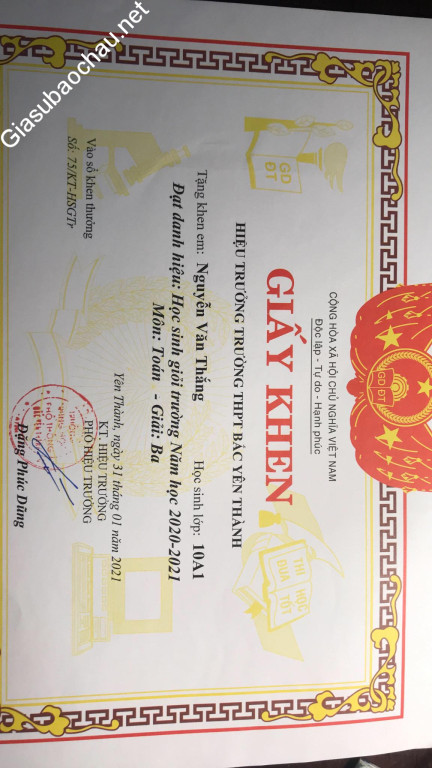 Giasubaochau.net
CỘNG HÒA XÃ HỘI CHỦ NGHĨA VIỆT NAM
Độc lập - Tự do - Hạnh phúc
GD ĐT
GIẤY KHEN
GD
ĐT
THI HỌC
ĐUA TỐT
HIỆU TRƯỞNG TRƯỜNG THPT BẮC YÊN THÀNH
Tặng khen em: Nguyễn Văn Thắng Học sinh lớp: 10A1
Đạt danh hiệu: Học sinh giỏi trường Năm học 2020-2021
Môn: Toán - Giải: Ba
Vào sổ khen thưởng
Số: 75/KT-HSGTr
Yên Thành, ngày 31 tháng 01 năm 2021
KT. HIỆU TRƯỞNG
PHÓ HIỆU TRƯỞNG
Đặng Phúc Dũng